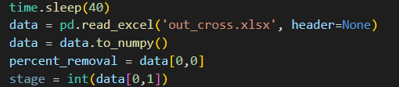 time.sleep(40)
data = pd.read_excel('out_cross.xlsx', header=None)
data = data.to_numpy()
percent_removal = data[0,0]
stage = int(data[0,1])